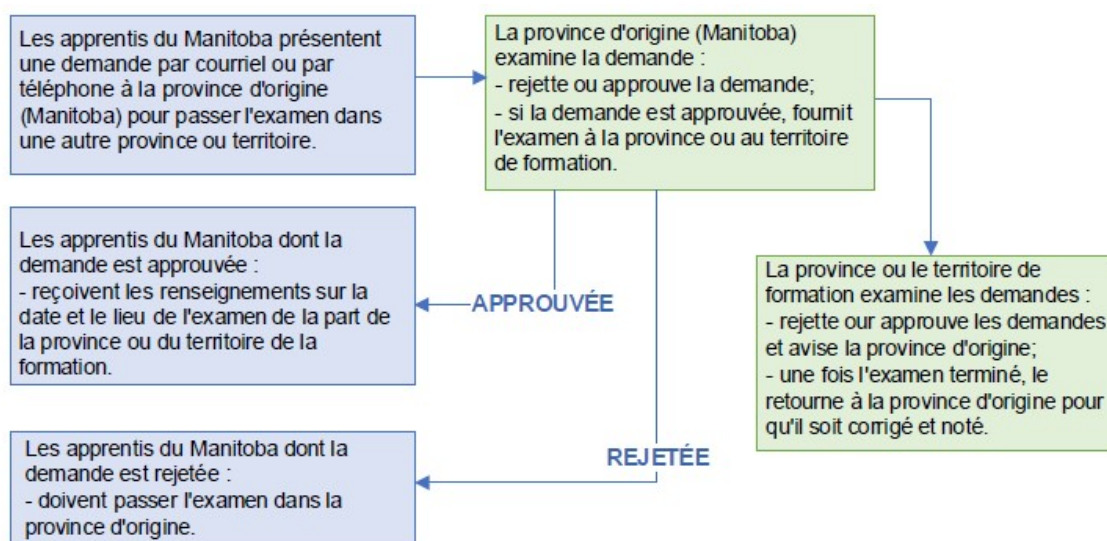 Les apprentis du Manitoba présentent
une demande par courriel ou par
téléphone à la province d'origine
(Manitoba) pour passer l'examen dans
une autre province ou territoire.
La province d'origine (Manitoba)
examine la demande :
- rejette ou approuve la demande;
- si la demande est approuvée, fournit
l'examen à la province ou au territoire
de formation.
Les apprentis du Manitoba dont la
demande est approuvée :
- reçoivent les renseignements sur la
date et le lieu de l'examen de la part de
la province ou du territoire de la
formation.
APPROUVÉE
La province ou le territoire de
formation examine les demandes :
- rejette our approuve les demandes
et avise la province d'origine;
- une fois l'examen terminé, le
retourne à la province d'origine pour
qu'il soit corrigé et noté.
Les apprentis du Manitoba dont la
demande est rejetée :
- doivent passer l'examen dans la
province d'origine.
REJETÉE